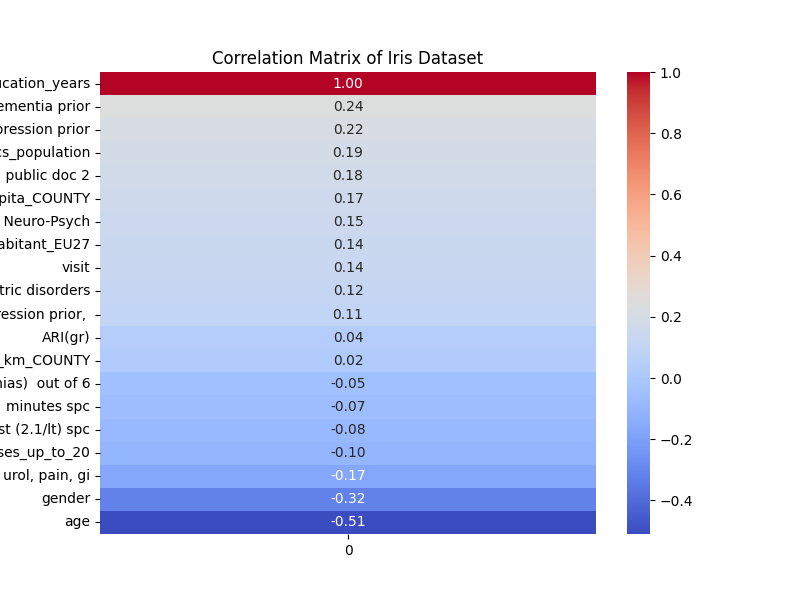 Correlation Matrix of Iris Dataset
ucation_years 1.00
ementia prior 0.24
pression prior 0.22
cs_population 0.19
public doc 2 0.18
pita_COUNTY 0.17
Neuro-Psych 0.15
abitant_EU27 0.14
visit 0.14
tric disorders 0.12
ression prior, 0.11
ARI(gr) 0.04
_km_COUNTY 0.02
nias) out of 6 -0.05
minutes spc -0.07
st (2.1/lt) spc -0.08
ses_up_to_20 -0.10
urol, pain, gi -0.17
gender -0.32
age -0.51
0
1.0
0.8
0.6
0.4
0.2
0.0
−0.2
−0.4